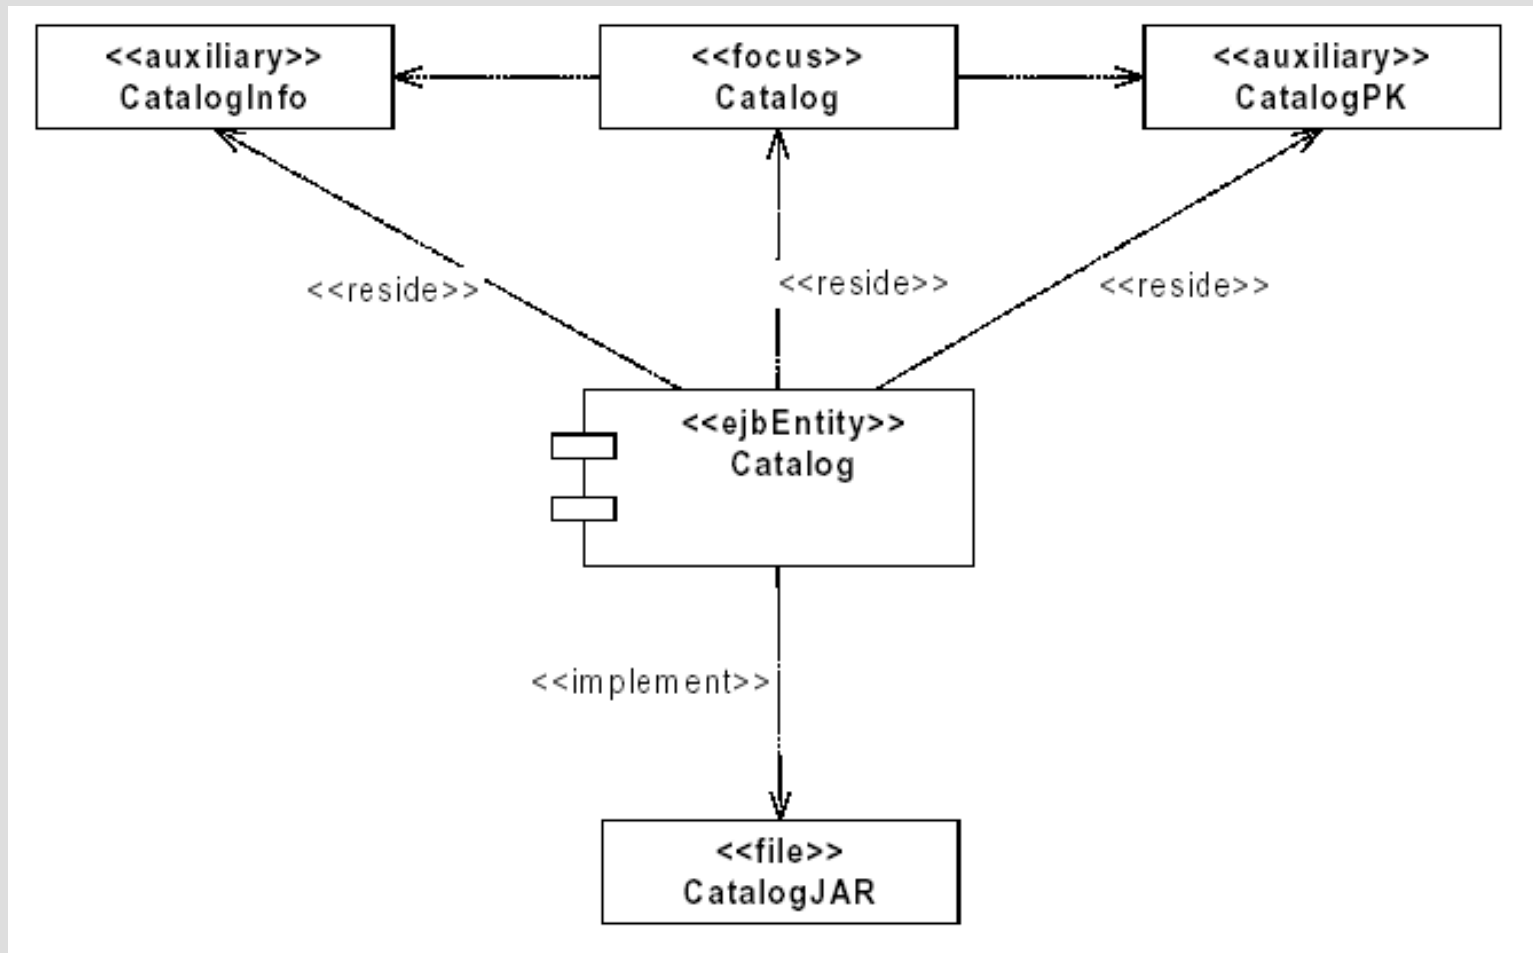 <<auxiliary>>
CatalogInfo
<<focus>>
Catalog
<<auxiliary>>
CatalogPK
<<reside>>
<<reside>>
<<reside>>
<<ejbEntity>>
Catalog
<<implement>>
<<file>>
CatalogJAR